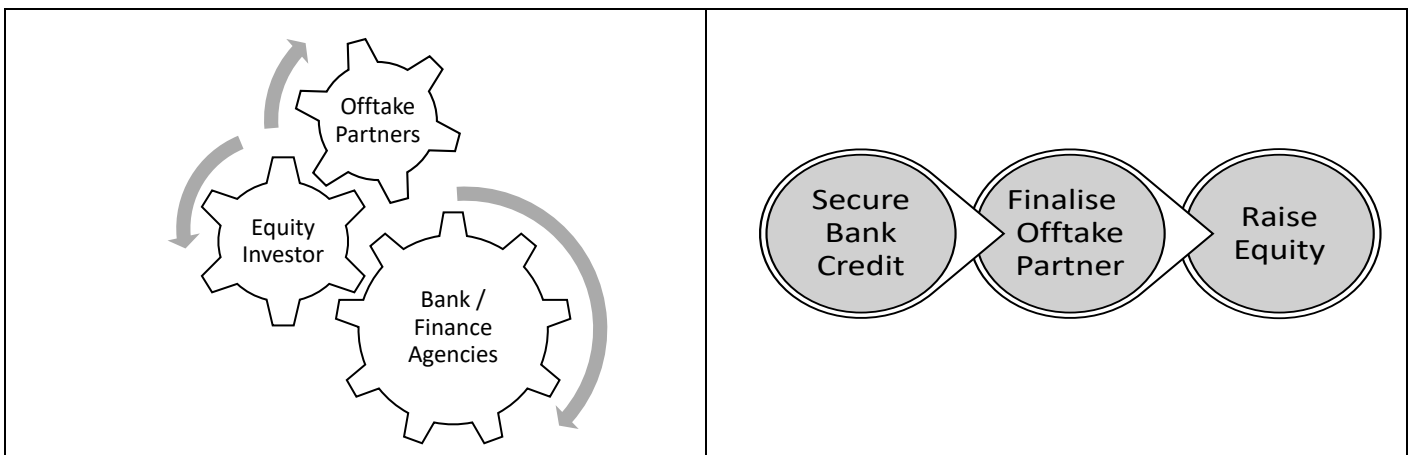 Offtake
Partners
Equity
Investor
Bank /
Finance
Agencies
Secure
Bank
Credit
Finalise
Offtake
Partner
Raise
Equity